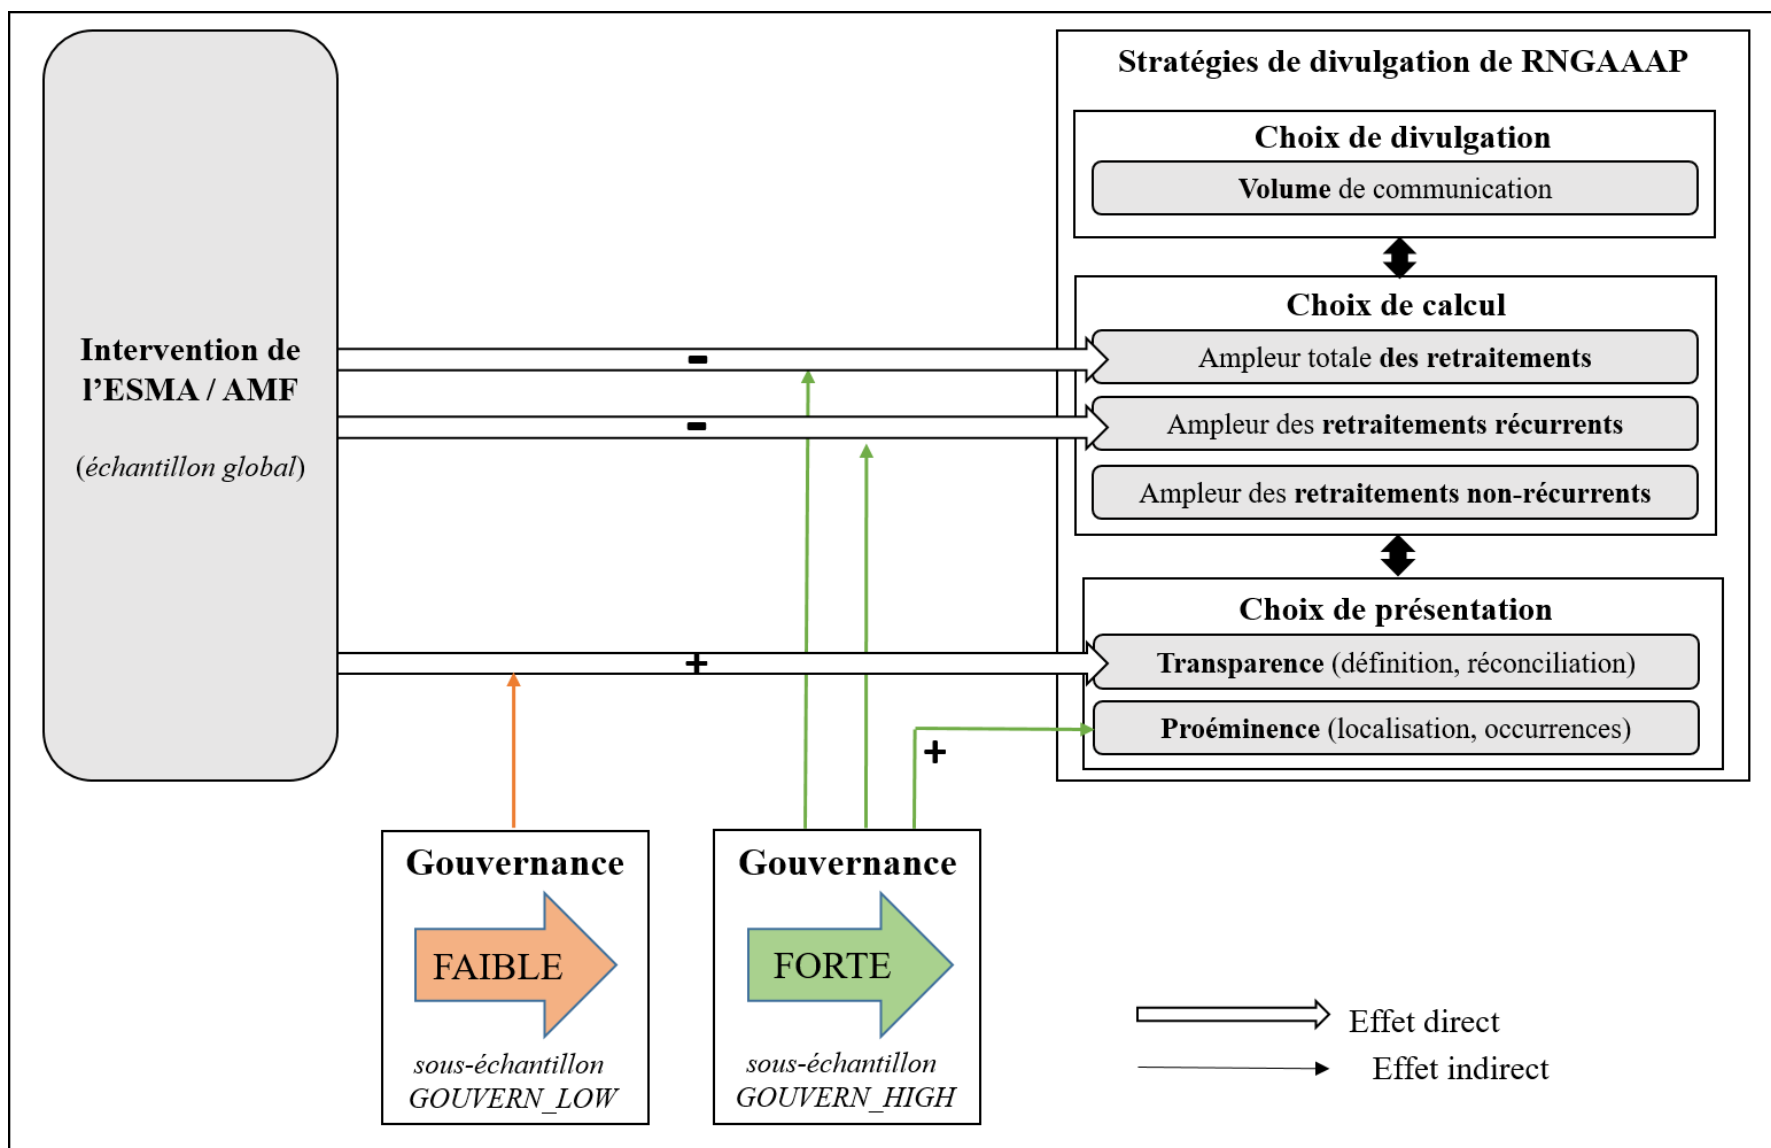 Intervention de
l'ESMA / AMF
(échantillon global)
Stratégies de divulgation de RNGAAAP
Choix de divulgation
Volume de communication
Choix de calcul
Ampleur totale des retraitements
Ampleur des retraitements récurrents
Ampleur des retraitements non-récurrents
Choix de présentation
Transparence (définition, réconciliation)
Proéminence (localisation, occurrences)
-
-
+
+
Gouvernance
FAIBLE
sous-échantillon
GOUVERN_LOW
Gouvernance
FORTE
sous-échantillon
GOUVERN_HIGH
Effet direct
Effet indirect